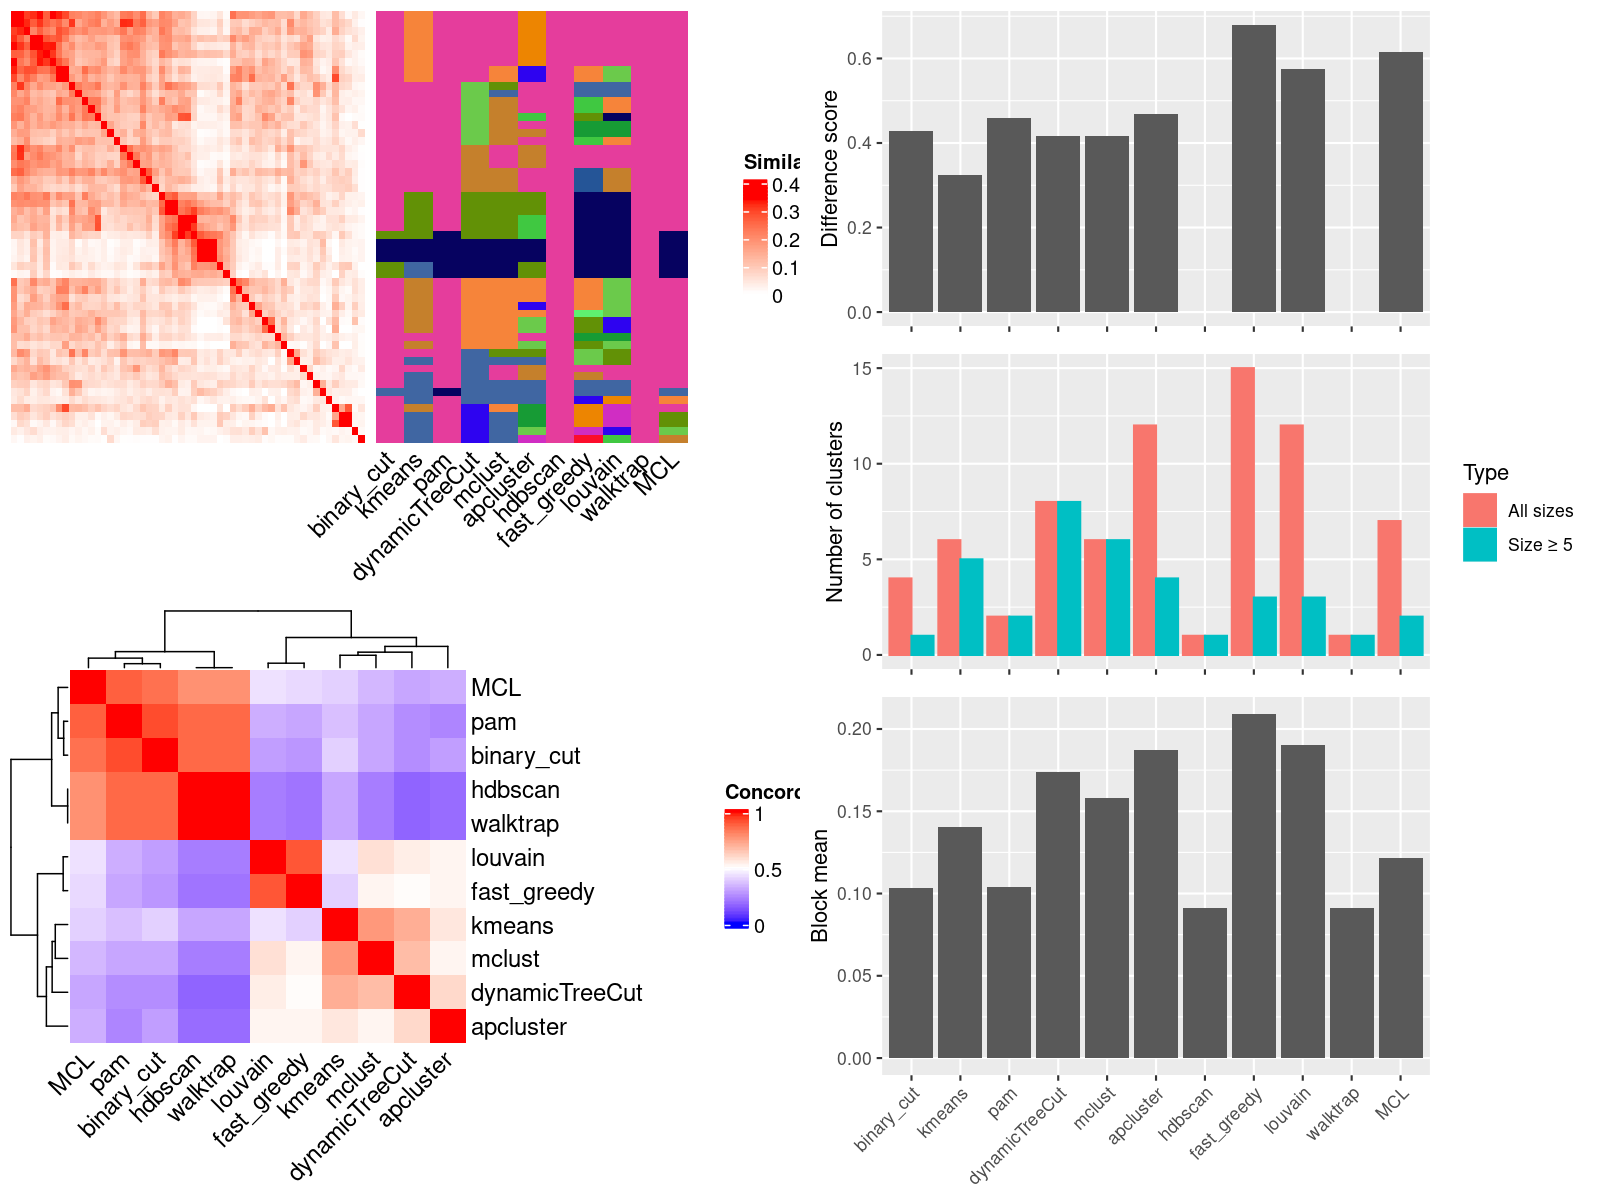 Simila
0.4
0.3
0.2
0.1
0
binary_cut
kmeans
pam
dynamicTreeCut
mclust
apcluster
hdbscan
fast_greedy
louvain
walktrap
MCL
MCL
pam
binary_cut
hdbscan
walktrap
louvain
fast_greedy
kmeans
mclust
dynamicTreeCut
apcluster
Concord
1
0.5
0
MCL
pam
binary_cut
hdbscan
walktrap
louvain
fast_greedy
kmeans
mclust
dynamicTreeCut
apcluster
Difference score
0.6
0.4
0.2
0.0
Number of clusters
15
10
5
0
Type
All sizes
Size ≥ 5
Block mean
0.20
0.15
0.10
0.05
0.00
binary_cut
kmeans
pam
dynamicTreeCut
mclust
apcluster
hdbscan
fast_greedy
louvain
walktrap
MCL